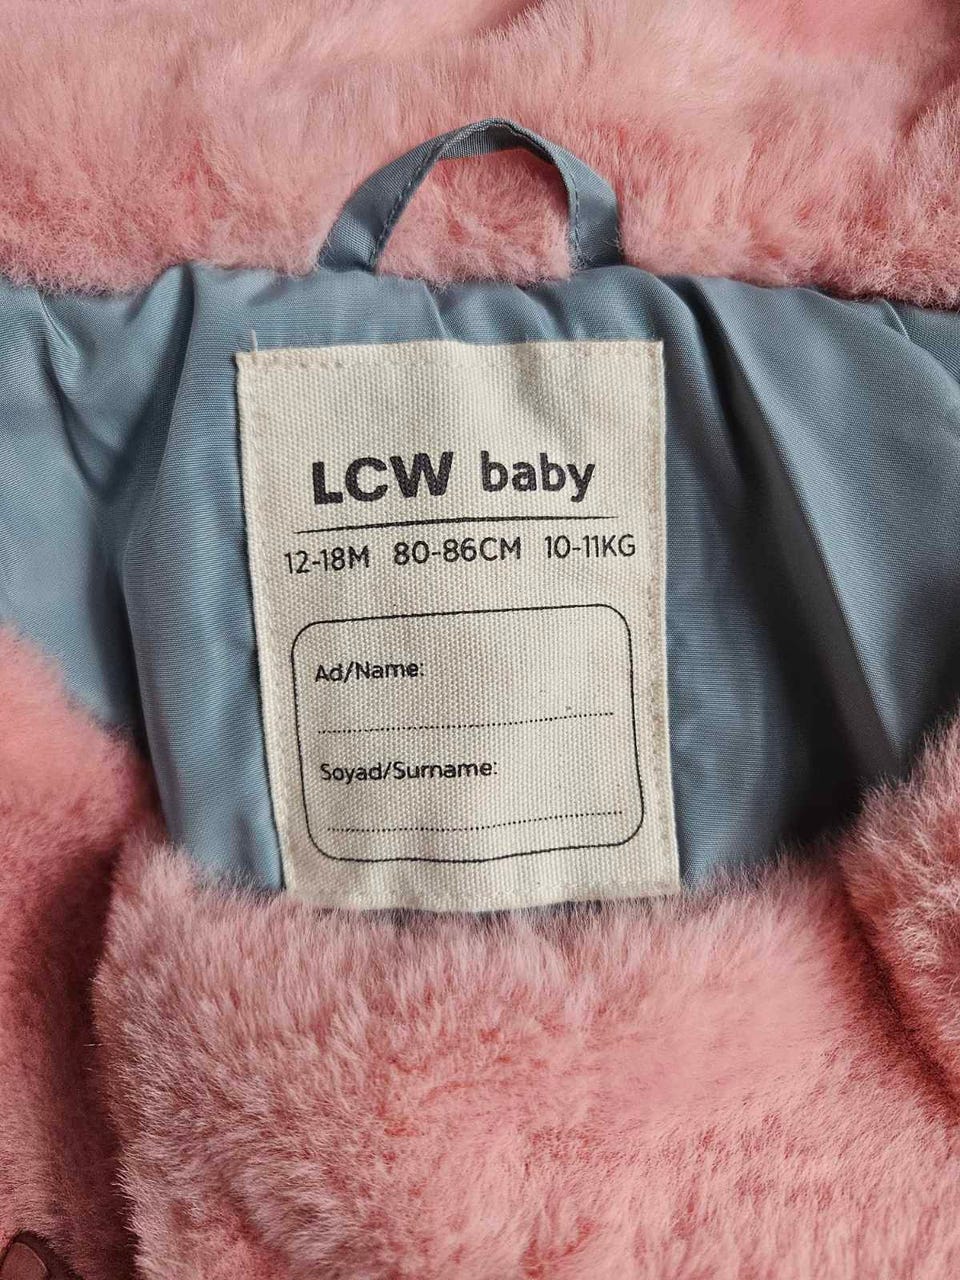 LCW baby
12-18M 80-86CM 10-11KG
Ad/Name:
Soyad/Surname: